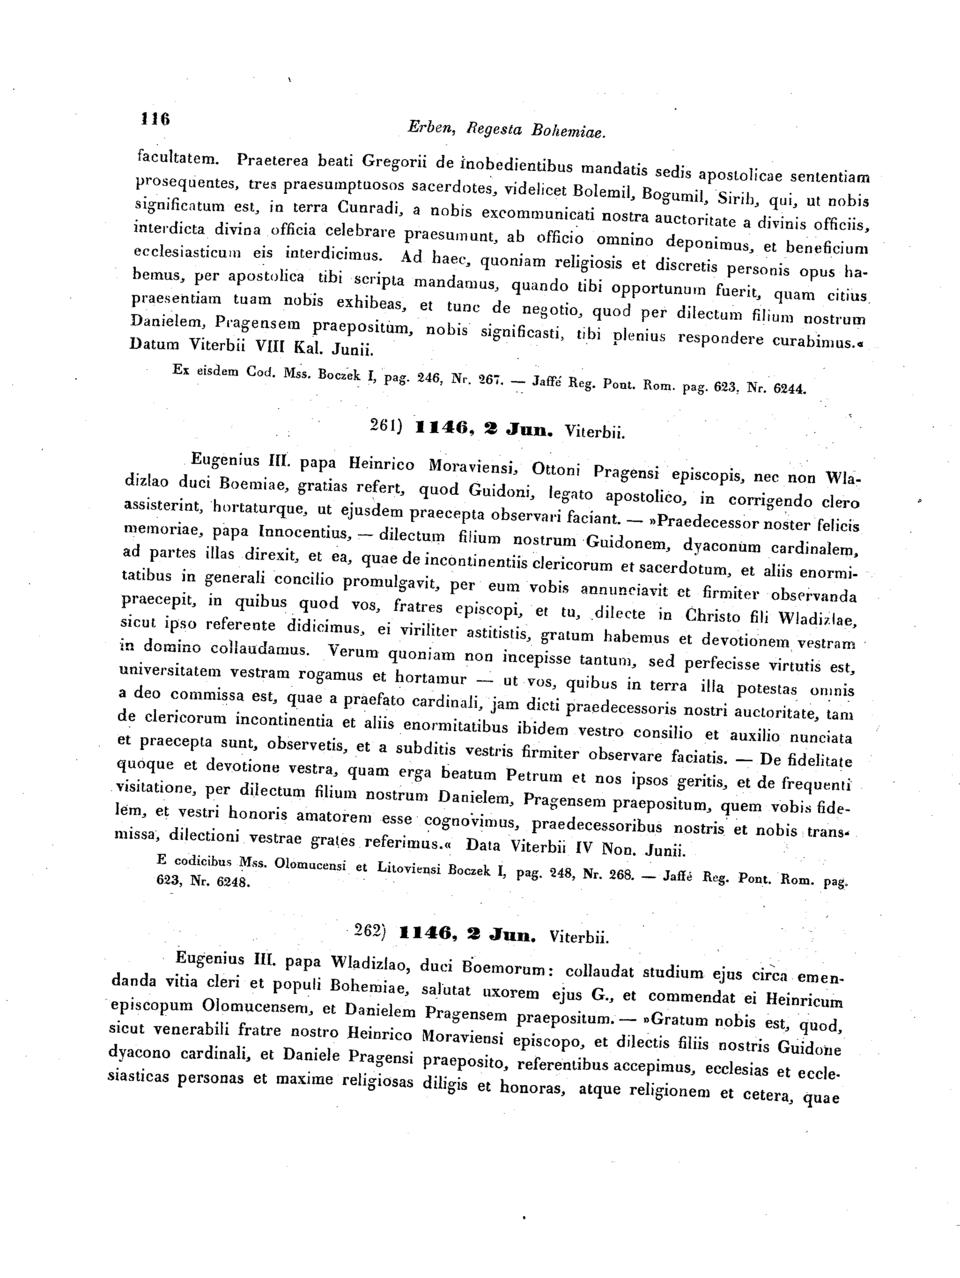 116
Erben, Regesta Bohemiae.
facultatem. Praeterea beati Gregorii de inobedientibus mandatis sedis apostolicae sententiam
prosequentes, tres praesumptuosos sacerdotes, videlicet Bolemil, Bogumil, Sirib, qui, ut nobis
significatum est, in terra Cunradi, a nobis excommunicati nostra auctoritate a divinis officiis,
interdicta divina officia celebrare praesumunt, ab officio omnino deponimus, et beneficium
ecclesiasticum eis interdicimus. Ad haec, quoniam religiosis et discretis personis opus ha-
bemus, per apostolica tibi scripta mandamus, quando tibi opportunum fuerit, quam citius
praesentiam tuam nobis exhibeas, et tunc de negotio, quod per dilectum filium nostrum
Danielem, Pragensem praepositum, nobis significasti, tibi plenius respondere curabimus.«
Datum Viterbii VIII Kal. Junii.
Ex eisdem Cod. Mss. Boczek I, pag. 246, Nr. 267. — Jaffé Reg. Pont. Rom. pag. 623, Nr. 6244.
261) 1146, 2 Jun. Viterbii.
Eugenius III. papa Heinrico Moraviensi, Ottoni Pragensi episcopis, nec non Wla-
dizlao duci Boemiae, gratias refert, quod Guidoni, legato apostolico, in corrigendo clero
assisterint, hortaturque, ut ejusdem praecepta observari faciant. — »Praedecessor noster felicis
memoriae, papa Innocentius, — dilectum filium nostrum Guidonem, dyaconum cardinalem,
ad partes illas direxit, et ea, quae de incontinentiis clericorum et sacerdotum, et aliis enormi-
tatibus in generali concilio promulgavit, per eum vobis annunciavit et firmiter observanda
praecepit, in quibus quod vos, fratres episcopi, et tu, dilecte in Christo fili Wladizlae,
sicut ipso referente didicimus, ei viriliter astitistis, gratum habemus et devotionem vestram
in domino collaudamus. Verum quoniam non incepisse tantum, sed perfecisse virtutis est,
universitatem vestram rogamus et hortamur — ut vos, quibus in terra illa potestas omnis
a deo commissa est, quae a praefato cardinali, jam dicti praedecessoris nostri auctoritate, tam
de clericorum incontinentia et aliis enormitatibus ibidem vestro consilio et auxilio nunciata
et praecepta sunt, observetis, et a subditis vestris firmiter observare faciatis. — De fidelitate
quoque et devotione vestra, quam erga beatum Petrum et nos ipsos geritis, et de frequenti
visitatione, per dilectum filium nostrum Danielem, Pragensem praepositum, quem vobis fide-
lem, et vestri honoris amatorem esse cognovimus, praedecessoribus nostris et nobis trans-
missa, dilectioni vestrae grates referimus.« Data Viterbii IV Non. Junii.
E codicibus Mss. Olomucensi et Litoviensi Boczek I, pag. 248, Nr. 268. — Jaffé Reg. Pont. Rom. pag.
623, Nr. 6248.
262) 1146, 2 Jun. Viterbii.
Eugenius III. papa Wladizlao, duci Boemorum: collaudat studium ejus circa emen-
danda vitia cleri et populi Bohemiae, salutat uxorem ejus G., et commendat ei Heinricum
episcopum Olomucensem, et Danielem Pragensem praepositum. — »Gratum nobis est, quod,
sicut venerabili fratre nostro Heinrico Moraviensi episcopo, et dilectis filiis nostris Guidone
dyacono cardinali, et Daniele Pragensi praeposito, referentibus accepimus, ecclesias et eccle-
siasticas personas et maxime religiosas diligis et honoras, atque religionem et cetera, quae